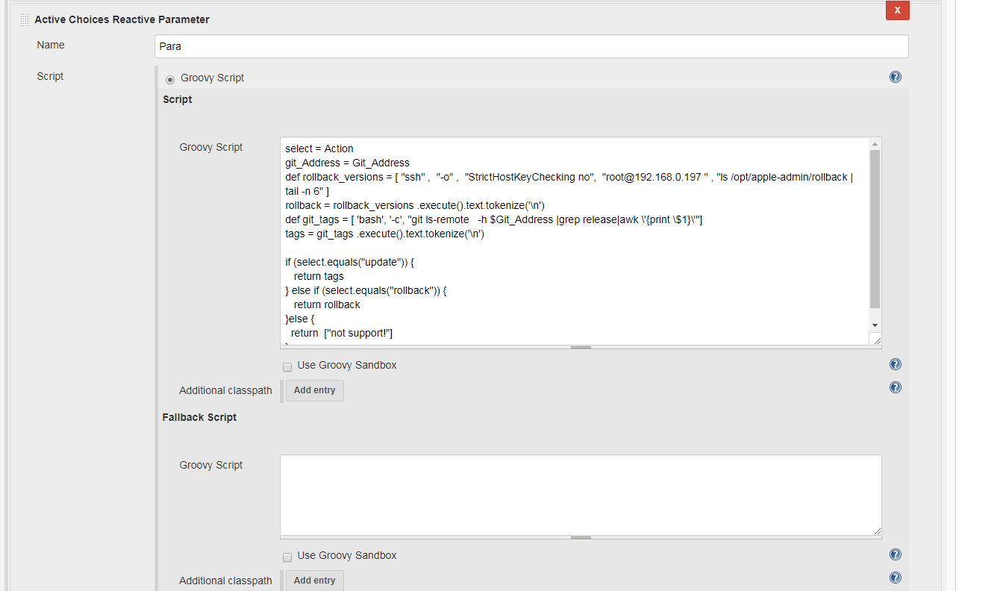 Active Choices Reactive Parameter
X
Name
Para
Script
Groovy Script
Script
Groovy Script
select = Action
git_Address = Git_Address
def rollback_versions = [ "ssh" ,  "-o" ,  "StrictHostKeyChecking no",  "root@192.168.0.197 " , "ls /opt/apple-admin/rollback |
tail -n 6" ]
rollback = rollback_versions .execute().text.tokenize('\n')
def git_tags = [ 'bash', '-c', "git ls-remote   -h $Git_Address |grep release|awk \'{print \$1}\'"]
tags = git_tags .execute().text.tokenize('\n')
if (select.equals("update")) {
   return tags
} else if (select.equals("rollback")) {
   return rollback
}else {
  return  ["not support!"]
Use Groovy Sandbox
Additional classpath
Add entry
Fallback Script
Groovy Script
Use Groovy Sandbox
Additional classpath
Add entry